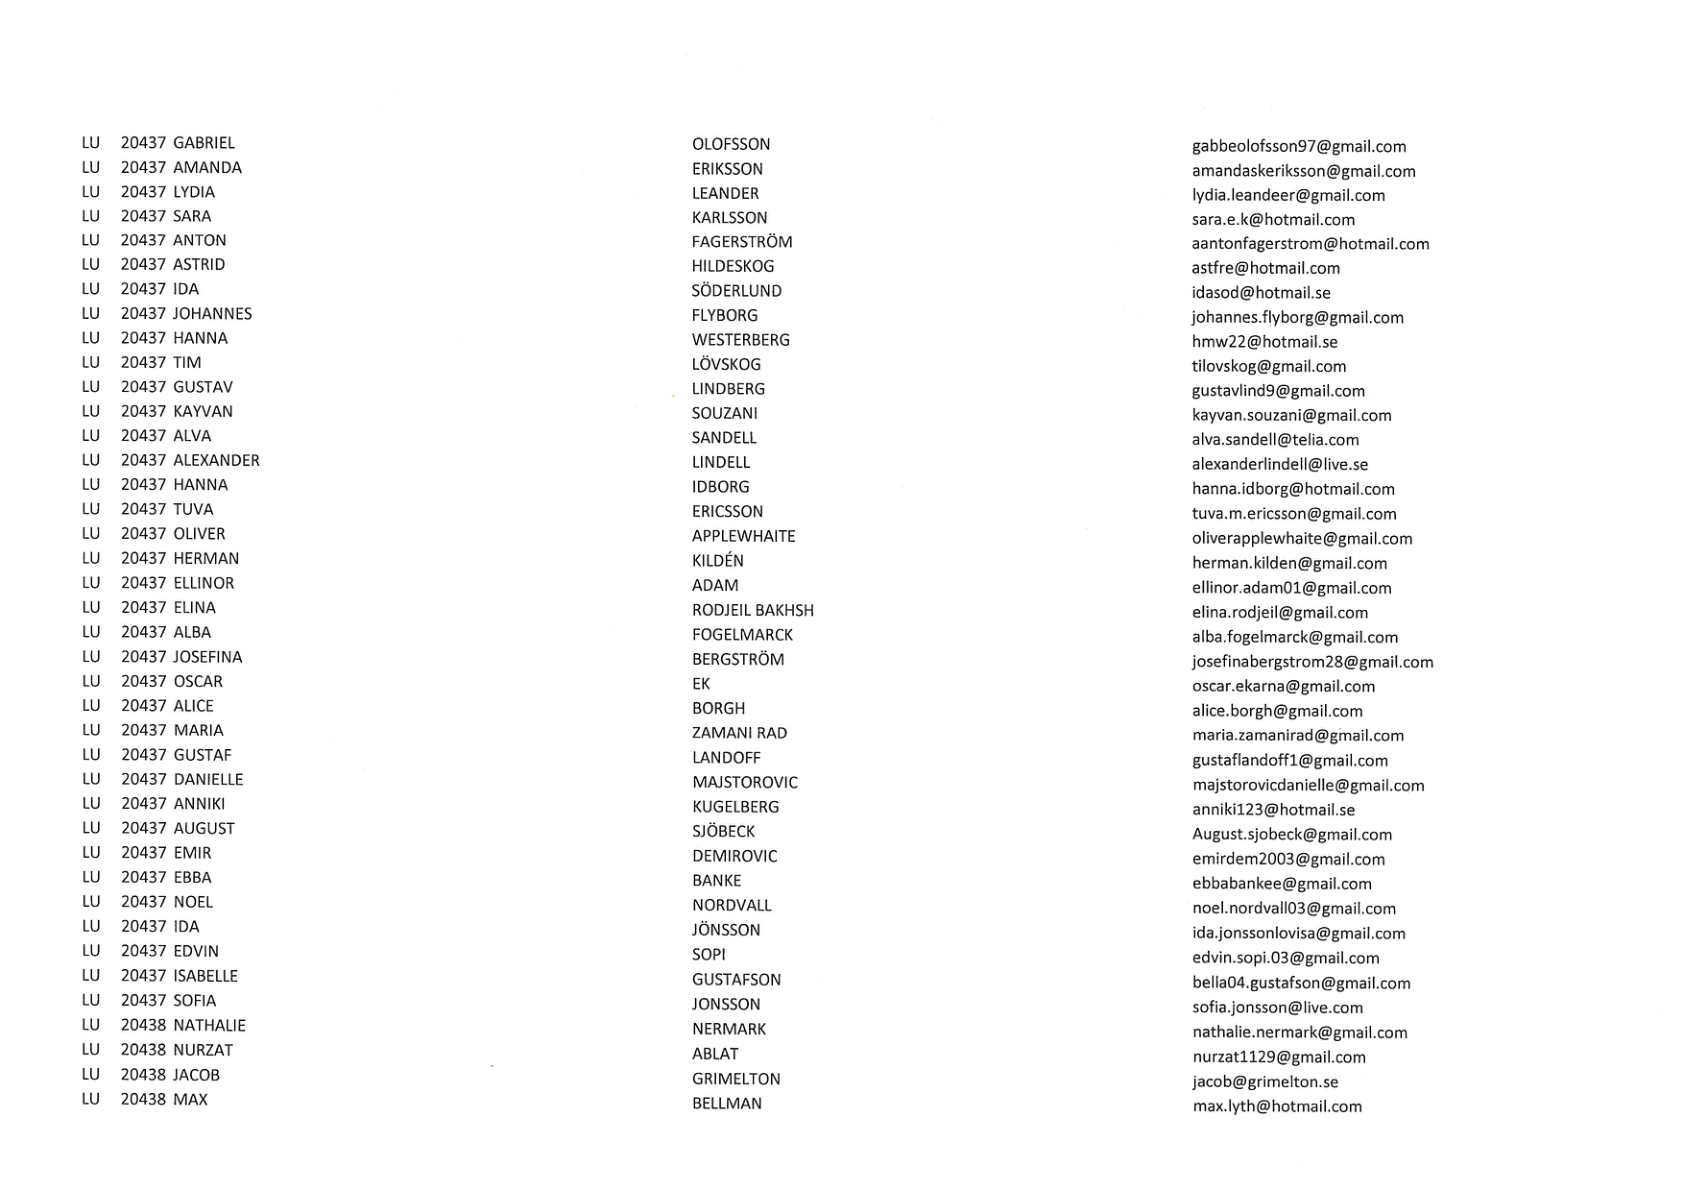 LU 20437 GABRIEL OLOFSSON gabbeolofsson97@gmail.com
LU 20437 AMANDA ERIKSSON amandaskeriksson@gmail.com
LU 20437 LYDIA LEANDER lydia.leandeer@gmail.com
LU 20437 SARA KARLSSON sara.e.k@hotmail.com
LU 20437 ANTON FAGERSTRÖM aantonfagerstrom@hotmail.com
LU 20437 ASTRID HILDESKOG astfre@hotmail.com
LU 20437 IDA SÖDERLUND idasod@hotmail.se
LU 20437 JOHANNES FLYBORG johannes.flyborg@gmail.com
LU 20437 HANNA WESTERBERG hmw22@hotmail.se
LU 20437 TIM LÖVSKOG tilovskog@gmail.com
LU 20437 GUSTAV LINDBERG gustavlind9@gmail.com
LU 20437 KAYVAN SOUZANI kayvan.souzani@gmail.com
LU 20437 ALVA SANDELL alva.sandell@telia.com
LU 20437 ALEXANDER LINDELL alexanderlindell@live.se
LU 20437 HANNA IDBORG hanna.idborg@hotmail.com
LU 20437 TUVA ERICSSON tuva.m.ericsson@gmail.com
LU 20437 OLIVER APPLEWHAITE oliverapplewhaite@gmail.com
LU 20437 HERMAN KILDÉN herman.kilden@gmail.com
LU 20437 ELLINOR ADAM ellinor.adam01@gmail.com
LU 20437 ELINA RODJEIL BAKHSH elina.rodjeil@gmail.com
LU 20437 ALBA FOGELMARCK alba.fogelmarck@gmail.com
LU 20437 JOSEFINA BERGSTRÖM josefinabergstrom28@gmail.com
LU 20437 OSCAR EK oscar.ekarna@gmail.com
LU 20437 ALICE BORGH alice.borgh@gmail.com
LU 20437 MARIA ZAMANI RAD maria.zamanirad@gmail.com
LU 20437 GUSTAF LANDOFF gustaflandoff1@gmail.com
LU 20437 DANIELLE MAJSTOROVIC majstorovicdanielle@gmail.com
LU 20437 ANNIKI KUGELBERG anniki123@hotmail.se
LU 20437 AUGUST SJÖBECK August.sjobeck@gmail.com
LU 20437 EMIR DEMIROVIC emirdem2003@gmail.com
LU 20437 EBBA BANKE ebbabankee@gmail.com
LU 20437 NOEL NORDVALL noel.nordvall03@gmail.com
LU 20437 IDA JÖNSSON ida.jonssonlovisa@gmail.com
LU 20437 EDVIN SOPI edvin.sopi.03@gmail.com
LU 20437 ISABELLE GUSTAFSON bella04.gustafson@gmail.com
LU 20437 SOFIA JONSSON sofia.jonsson@live.com
LU 20438 NATHALIE NERMARK nathalie.nermark@gmail.com
LU 20438 NURZAT ABLAT nurzat1129@gmail.com
LU 20438 JACOB GRIMELTON jacob@grimelton.se
LU 20438 MAX BELLMAN max.lyth@hotmail.com